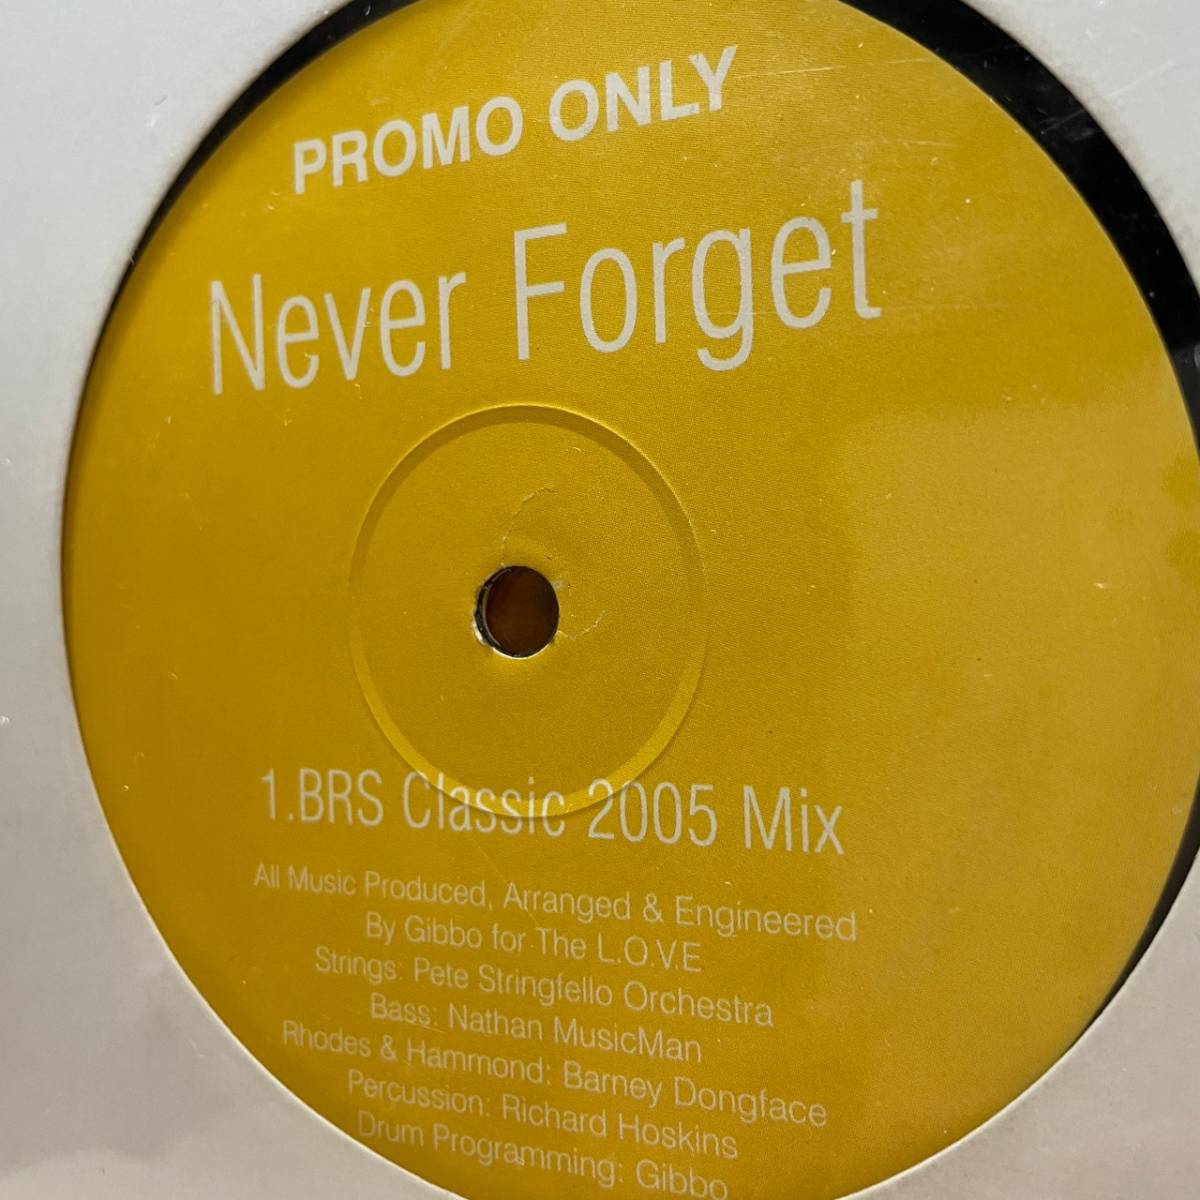 PROMO ONLY
Never Forget
1.BRS Classic 2005 Mix
All Music Produced, Arranged & Engineered
By Gibbo for The L.O.V.E
Strings: Pete Stringfello Orchestra
Bass: Nathan MusicMan
Rhodes & Hammond: Barney Dongface
Percussion: Richard Hoskins
Drum Programming: Gibbo